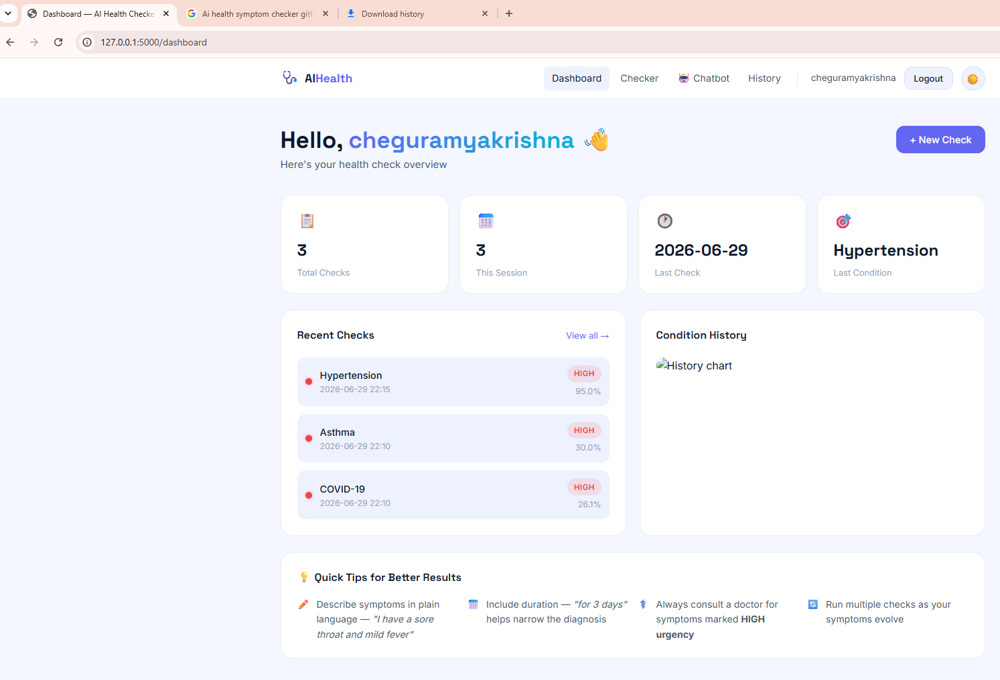 Dashboard — AI Health Checke
Ai health symptom checker gith
Download history
127.0.0.1:5000/dashboard
AIHealth
Dashboard
Checker
Chatbot
History
cheguramyakrishna
Logout
Hello, cheguramyakrishna
Here's your health check overview
+ New Check
3
Total Checks
3
This Session
2026-06-29
Last Check
Hypertension
Last Condition
Recent Checks
View all →
Hypertension
2026-06-29 22:15
HIGH
95.0%
Asthma
2026-06-29 22:10
HIGH
30.0%
COVID-19
2026-06-29 22:10
HIGH
26.1%
Condition History
History chart
Quick Tips for Better Results
Describe symptoms in plain
language — "I have a sore
throat and mild fever"
Include duration — "for 3 days"
helps narrow the diagnosis
Always consult a doctor for
symptoms marked HIGH
urgency
Run multiple checks as your
symptoms evolve